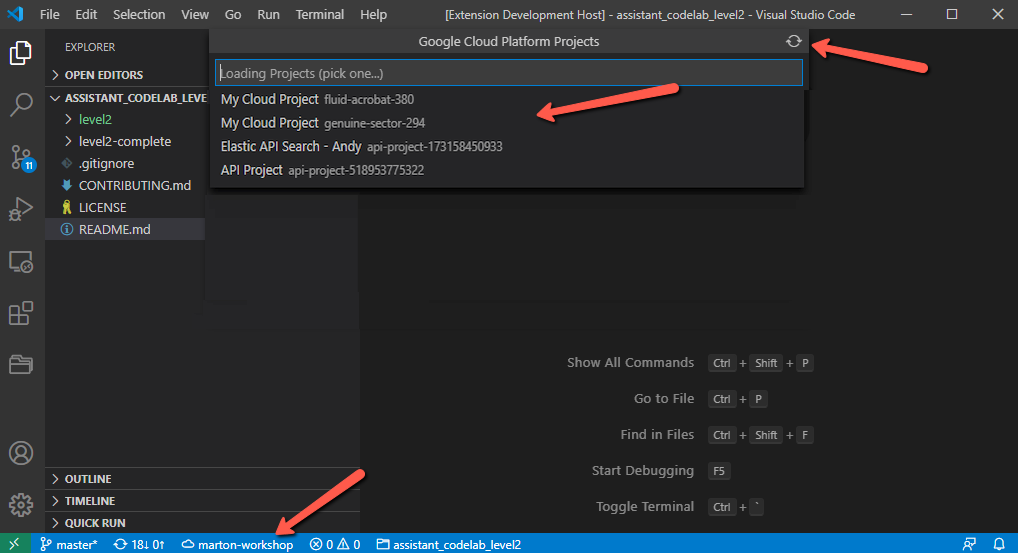 File Edit Selection View Go Run Terminal Help [Extension Development Host] - assistant_codelab_level2 - Visual Studio Code
EXPLORER
Google Cloud Platform Projects
OPEN EDITORS
Loading Projects (pick one...)
ASSISTANT_CODELAB_LEVE
My Cloud Project fluid-acrobat-380
level2
My Cloud Project genuine-sector-294
level2-complete
Elastic API Search - Andy api-project-173158450933
.gitignore
API Project api-project-518953775322
CONTRIBUTING.md
LICENSE
README.md
11
Show All Commands Ctrl + Shift + P
Go to File Ctrl + P
Find in Files Ctrl + Shift + F
Start Debugging F5
Toggle Terminal Ctrl + `
OUTLINE
TIMELINE
QUICK RUN
master* 18↓ 0↑ marton-workshop 0 0 assistant_codelab_level2